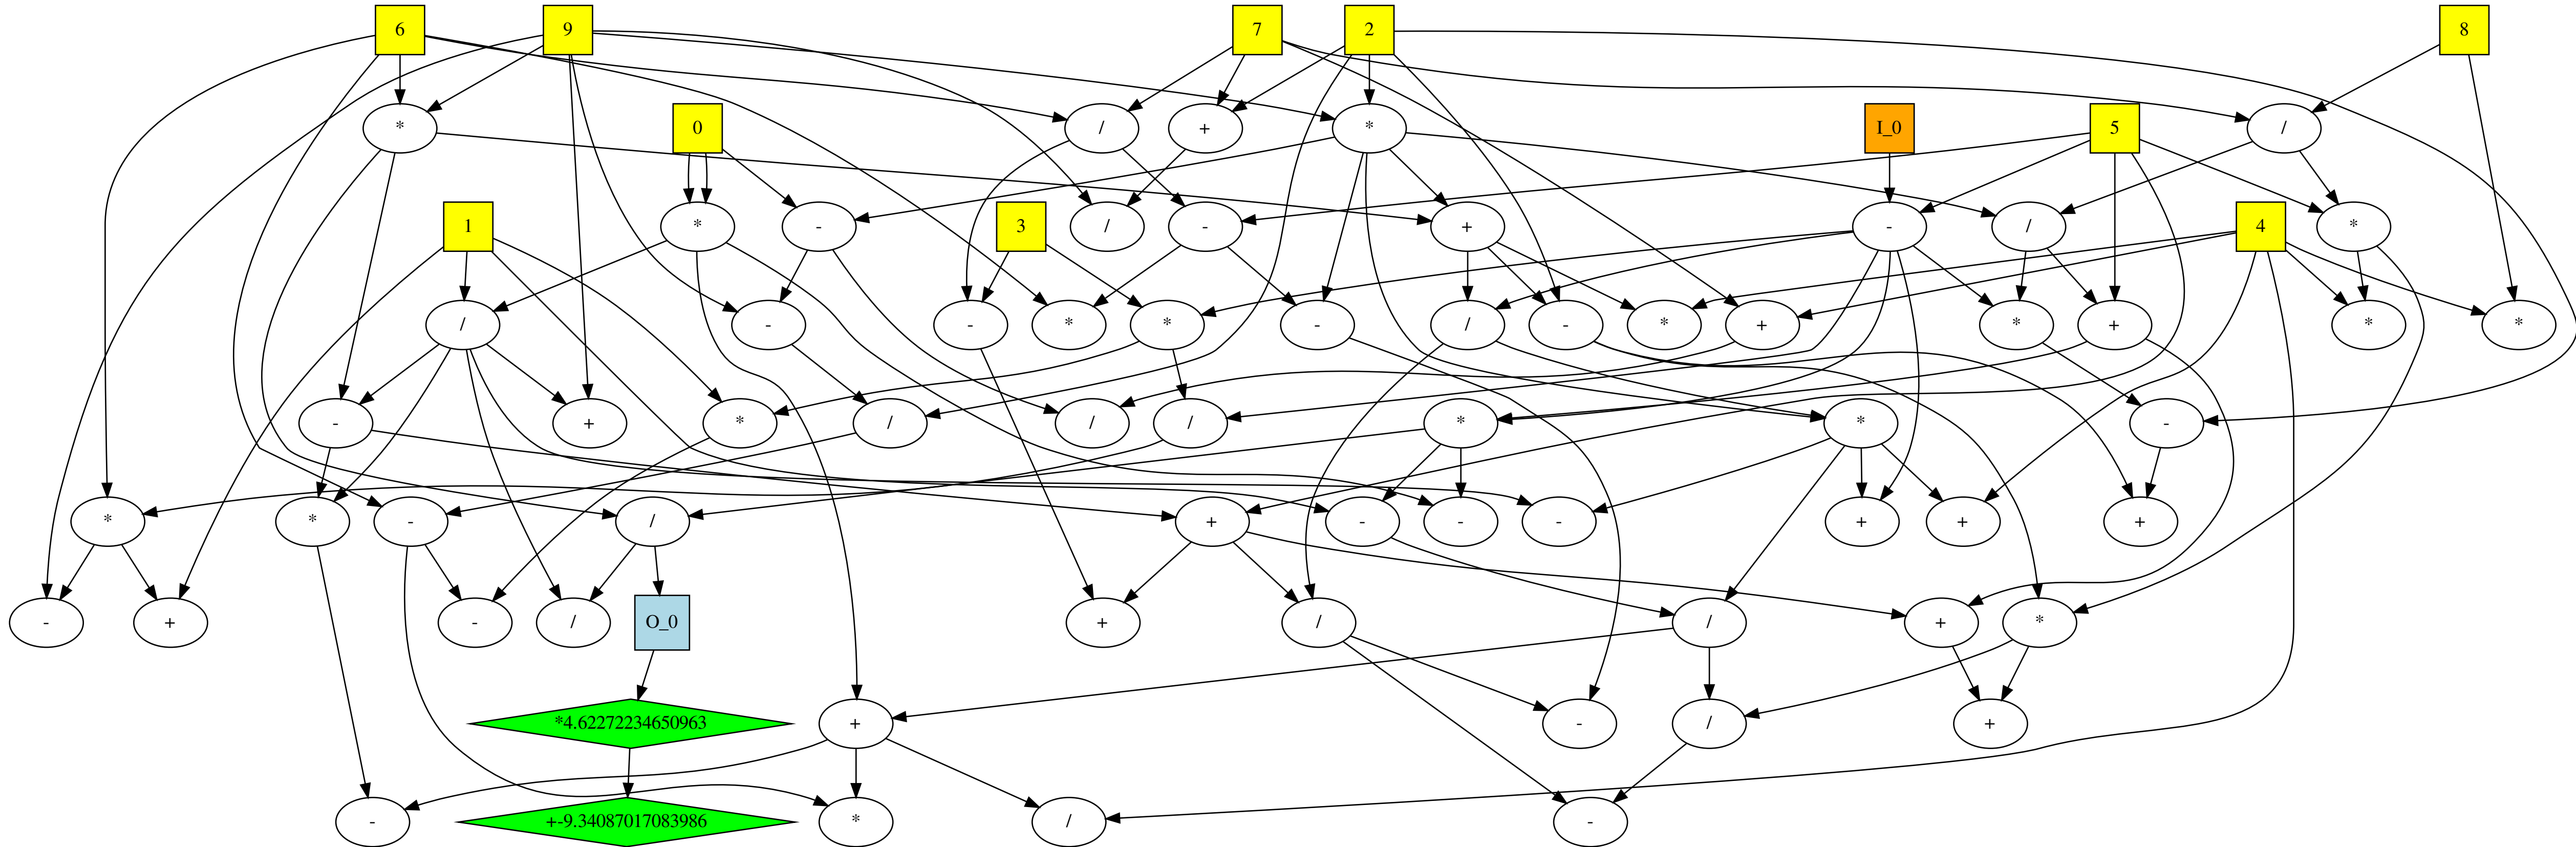 6 9 7 2 8
* 0 / + * I_0 5 /
1 * - 3 / - + - / 4 *
/ - - * * - / - * + * + * *
- + * / / / * * -
* * - / + - - - + + +
- + - / O_0 + / / + *
*4.62272234650963 + - / +
- +-9.34087017083986 * / -